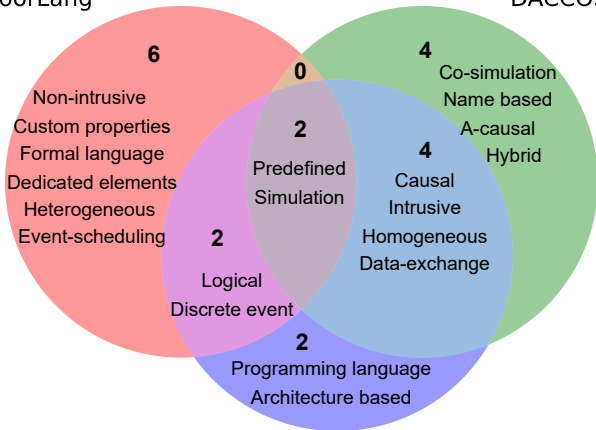 6
Non-intrusive
Custom properties
Formal language
Dedicated elements
Heterogeneous
Event-scheduling
0
4
Co-simulation
Name based
A-causal
Hybrid
2
Predefined
Simulation
4
Causal
Intrusive
Homogeneous
Data-exchange
2
Logical
Discrete event
2
Programming language
Architecture based